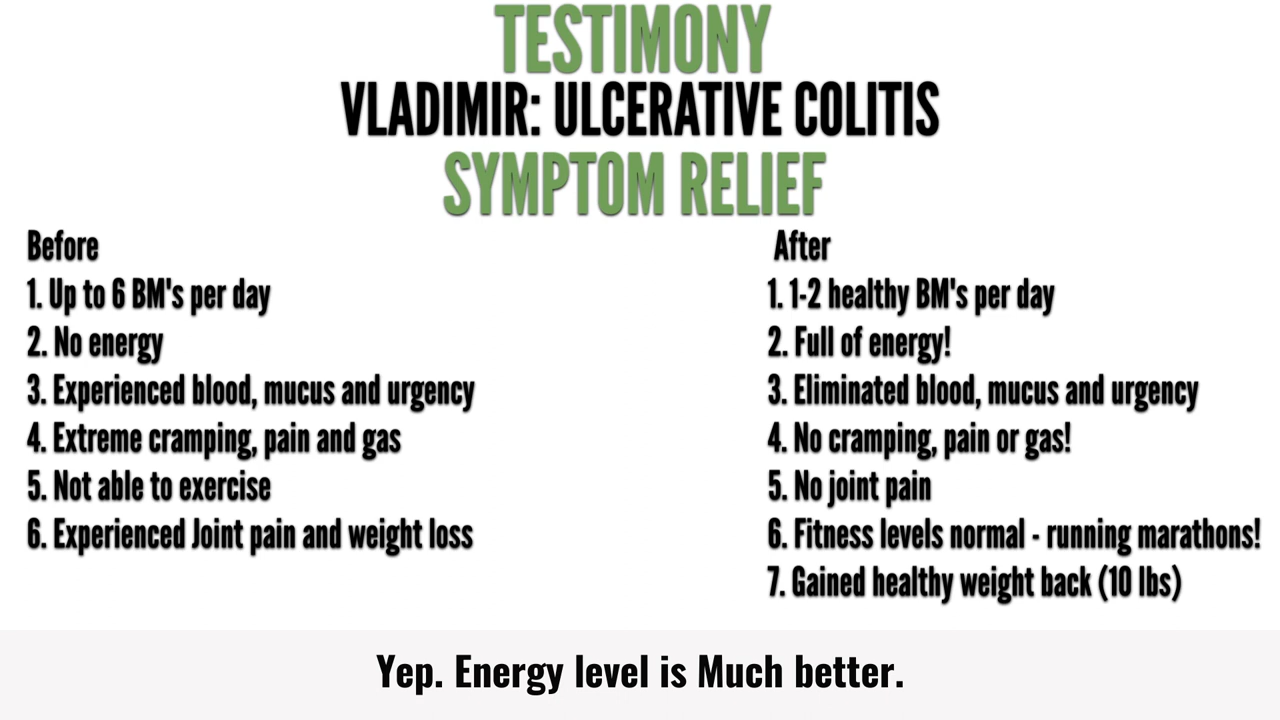 TESTIMONY
VLADIMIR: ULCERATIVE COLITIS
SYMPTOM RELIEF
Before
1. Up to 6 BM's per day
2. No energy
3. Experienced blood, mucus and urgency
4. Extreme cramping, pain and gas
5. Not able to exercise
6. Experienced Joint pain and weight loss
After
1. 1-2 healthy BM's per day
2. Full of energy!
3. Eliminated blood, mucus and urgency
4. No cramping, pain or gas!
5. No joint pain
6. Fitness levels normal - running marathons!
7. Gained healthy weight back (10 lbs)
Yep. Energy level is Much better.